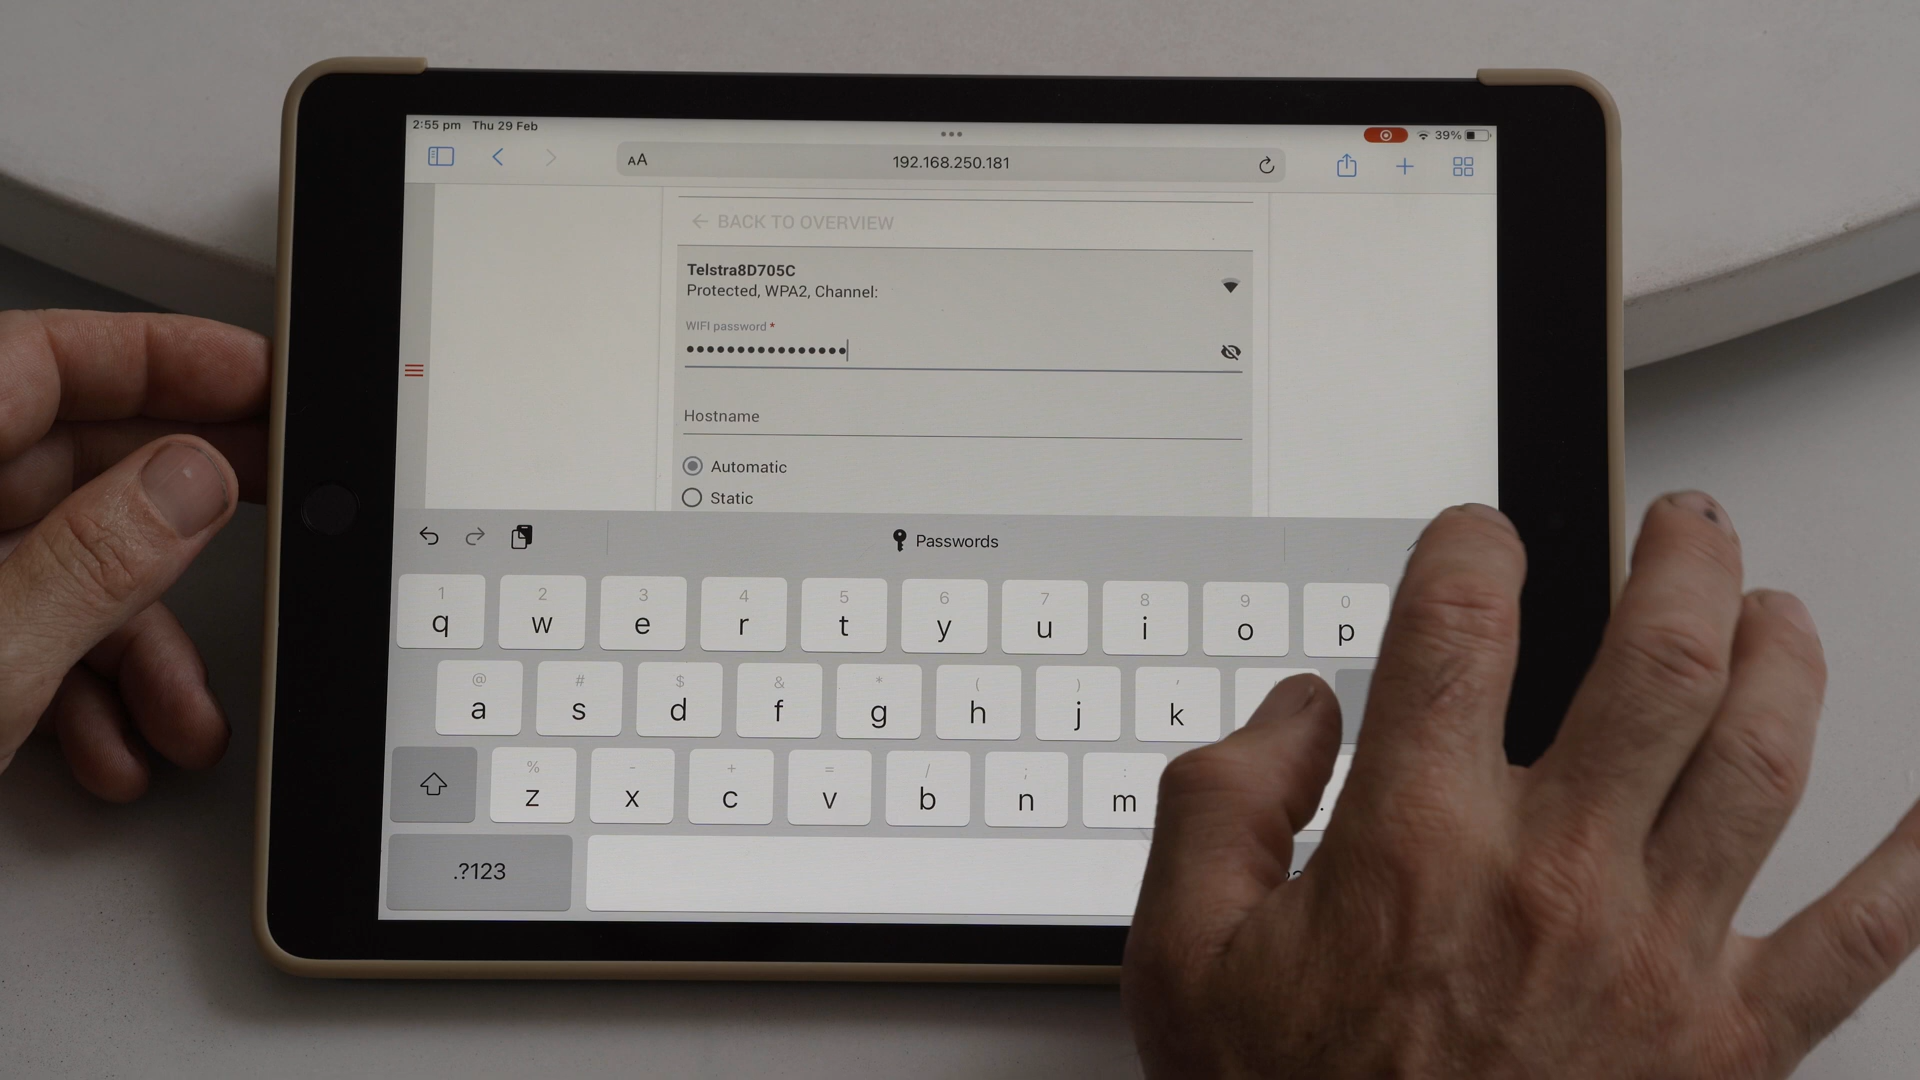 2:55 pm Thu 29 Feb
39%
AA 192.168.250.181
← BACK TO OVERVIEW
Telstra8D705C
Protected, WPA2, Channel:
WIFI password *
••••••••••••••••
Hostname
Automatic
Static
Passwords
1 2 3 4 5 6 7 8 9 0
q w e r t y u i o p
@ # $ & * ( ) '
a s d f g h j k
% - + = / ; :
z x c v b n m .
.?123